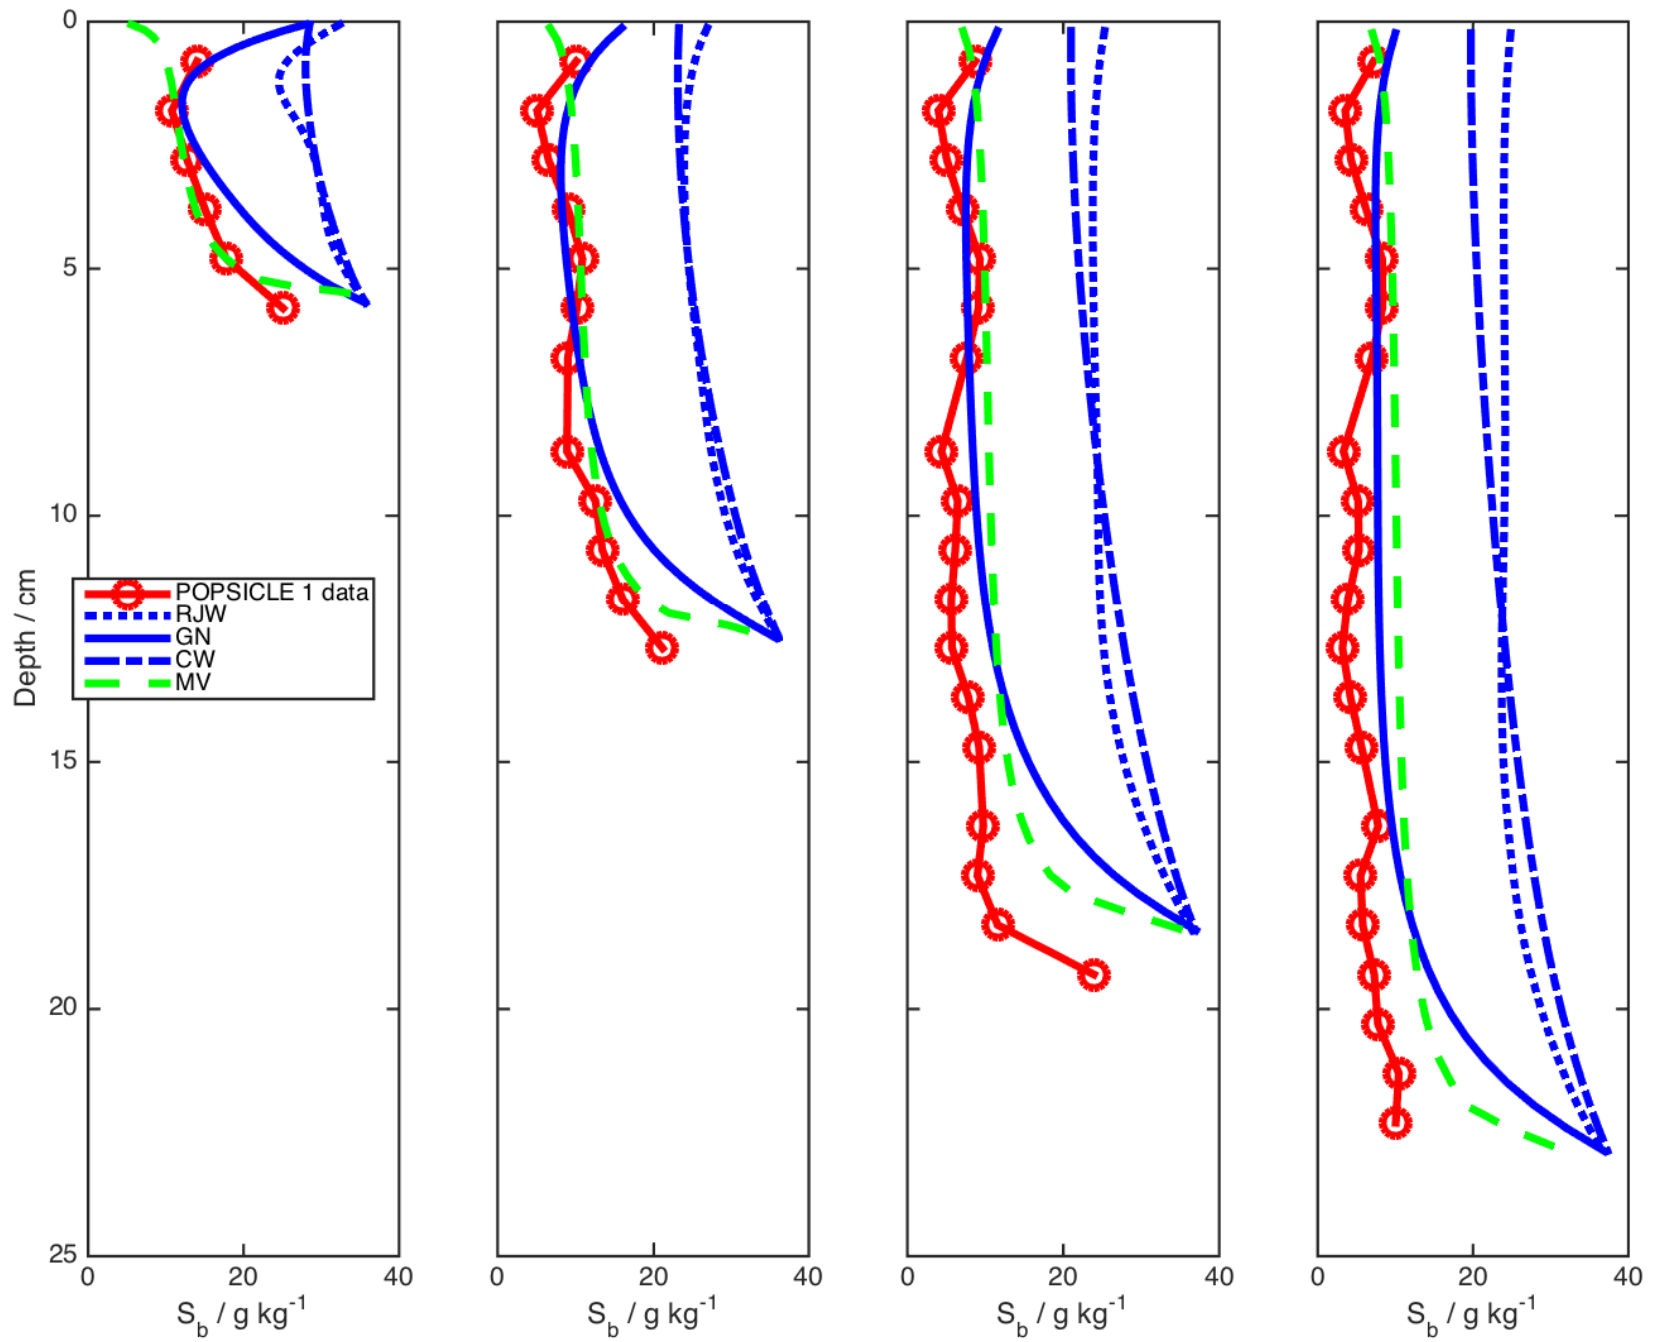 0
5
10
15
20
25
Depth / cm
POPSICLE 1 data
RJW
GN
CW
MV
0 20 40
0 20 40
0 20 40
0 20 40
S_b / g kg^-1
S_b / g kg^-1
S_b / g kg^-1
S_b / g kg^-1